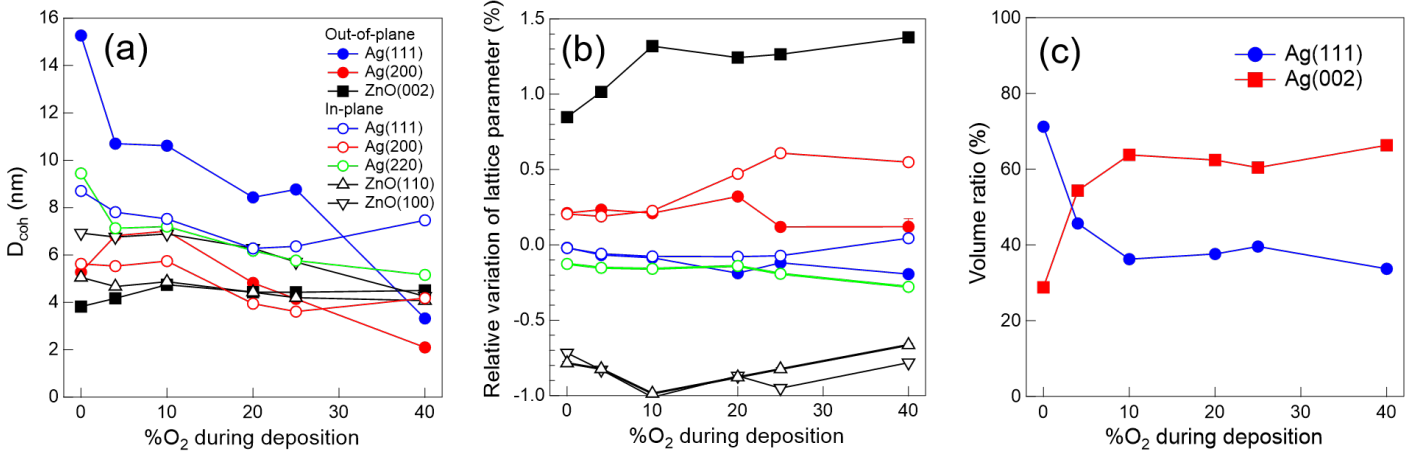 (a)
16
14
12
10
8
6
4
2
0
D_coh (nm)
Out-of-plane
Ag(111)
Ag(200)
ZnO(002)
In-plane
Ag(111)
Ag(200)
Ag(220)
ZnO(110)
ZnO(100)
0 10 20 30 40
%O₂ during deposition
(b)
Relative variation of lattice parameter (%)
1.5
1.0
0.5
0.0
-0.5
-1.0
0 10 20 30 40
%O₂ during deposition
(c)
Volume ratio (%)
100
80
60
40
20
0
Ag(111)
Ag(002)
0 10 20 30 40
%O₂ during deposition